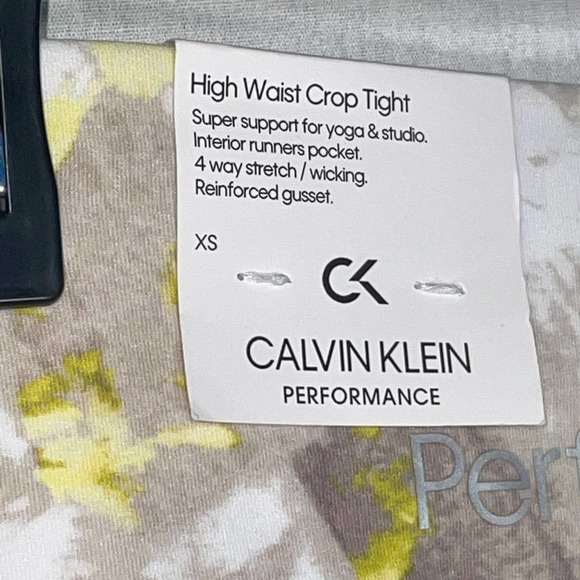 High Waist Crop Tight
Super support for yoga & studio.
Interior runners pocket.
4 way stretch / wicking.
Reinforced gusset.
XS
CK
CALVIN KLEIN
PERFORMANCE
Perf